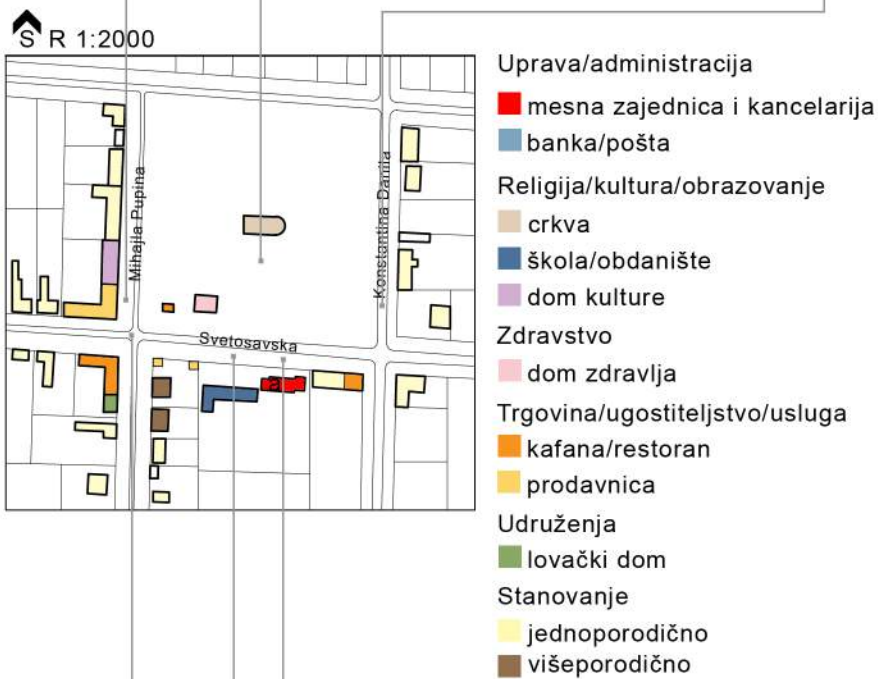 S R 1:2000
Mihajla Pupina
Konstuntina Danila
Svetosavska
a
Uprava/administracija
mesna zajednica i kancelarija
banka/pošta
Religija/kultura/obrazovanje
crkva
škola/obdanište
dom kulture
Zdravstvo
dom zdravlja
Trgovina/ugostiteljstvo/usluga
kafana/restoran
prodavnica
Udruženja
lovački dom
Stanovanje
jednoporodično
višeporodično